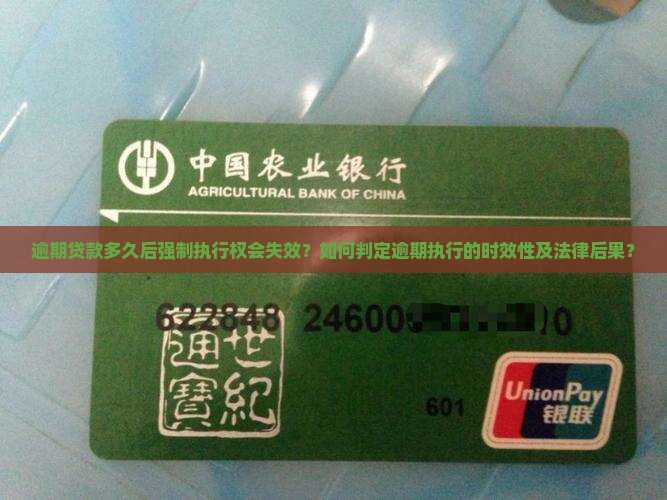 中国农业银行
AGRICULTURAL BANK OF CHINA
逾期贷款多久后强制执行权会失效？如何判定逾期执行的时效性及法律后果？
622848 24600
0
世紀
通寶
601
UnionPay
银联